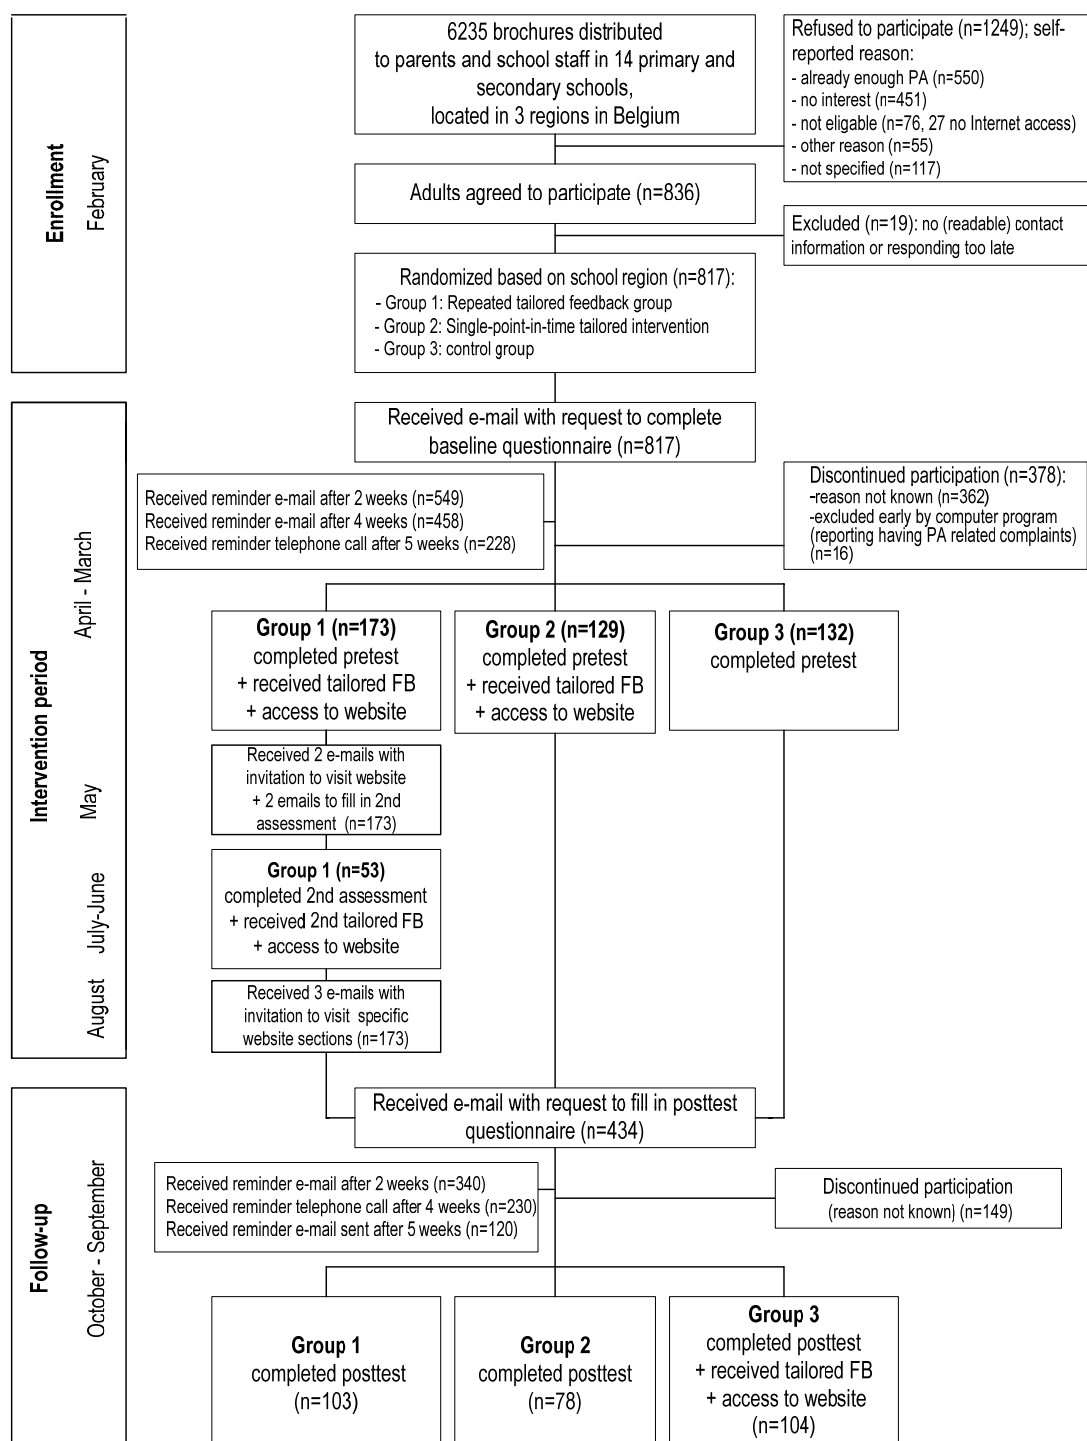 6235 brochures distributed
to parents and school staff in 14 primary and
secondary schools,
located in 3 regions in Belgium
Refused to participate (n=1249); self-
reported reason:
- already enough PA (n=550)
- no interest (n=451)
- not eligable (n=76, 27 no Internet access)
- other reason (n=55)
- not specified (n=117)
Enrollment
February
Adults agreed to participate (n=836)
Excluded (n=19): no (readable) contact
information or responding too late
Randomized based on school region (n=817):
- Group 1: Repeated tailored feedback group
- Group 2: Single-point-in-time tailored intervention
- Group 3: control group
Received e-mail with request to complete
baseline questionnaire (n=817)
Received reminder e-mail after 2 weeks (n=549)
Received reminder e-mail after 4 weeks (n=458)
Received reminder telephone call after 5 weeks (n=228)
Discontinued participation (n=378):
-reason not known (n=362)
-excluded early by computer program
(reporting having PA related complaints)
(n=16)
Intervention period
April - March
May
July-June
August
Group 1 (n=173)
completed pretest
+ received tailored FB
+ access to website
Group 2 (n=129)
completed pretest
+ received tailored FB
+ access to website
Group 3 (n=132)
completed pretest
Received 2 e-mails with
invitation to visit website
+ 2 emails to fill in 2nd
assessment (n=173)
Group 1 (n=53)
completed 2nd assessment
+ received 2nd tailored FB
+ access to website
Received 3 e-mails with
invitation to visit specific
website sections (n=173)
Received e-mail with request to fill in posttest
questionnaire (n=434)
Follow-up
October - September
Received reminder e-mail after 2 weeks (n=340)
Received reminder telephone call after 4 weeks (n=230)
Received reminder e-mail sent after 5 weeks (n=120)
Discontinued participation
(reason not known) (n=149)
Group 1
completed posttest
(n=103)
Group 2
completed posttest
(n=78)
Group 3
completed posttest
+ received tailored FB
+ access to website
(n=104)